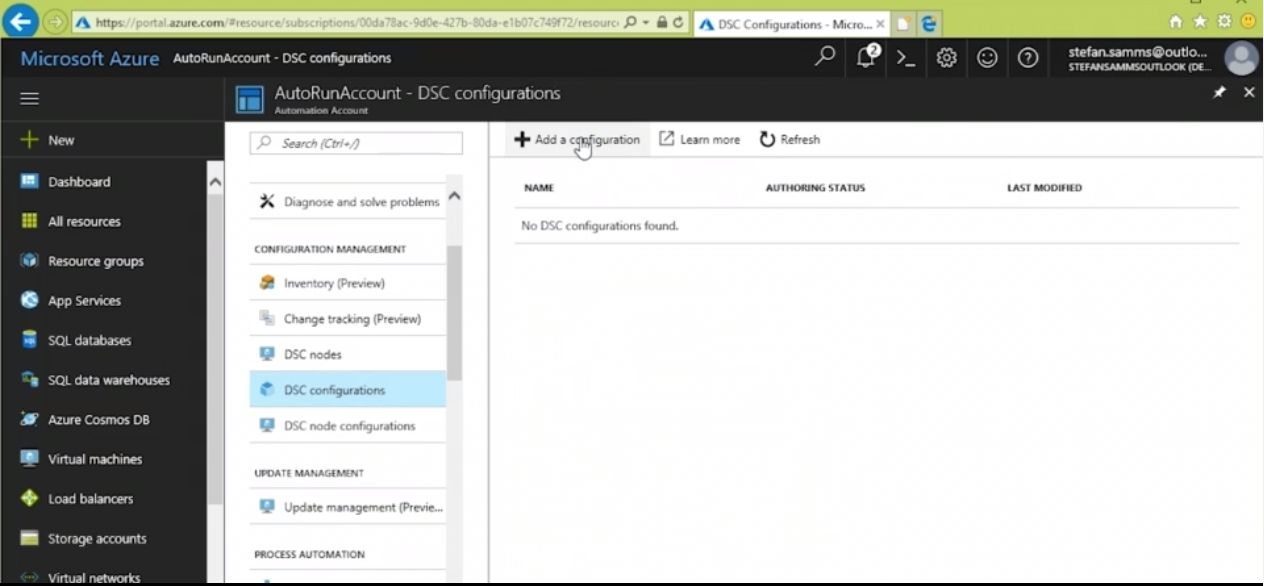 https://portal.azure.com/#resource/subscriptions/00da78ac-9d0e-427b-80da-e1b07c749f72/resourc
DSC Configurations - Micro...
Microsoft Azure AutoRunAccount - DSC configurations
2
stefan.samms@outlo...
STEFANSAMMSOUTLOOK (DE...
AutoRunAccount - DSC configurations
Automation Account
New
Dashboard
All resources
Resource groups
App Services
SQL databases
SQL data warehouses
Azure Cosmos DB
Virtual machines
Load balancers
Storage accounts
Virtual networks
Search (Ctrl+/)
Diagnose and solve problems
CONFIGURATION MANAGEMENT
Inventory (Preview)
Change tracking (Preview)
DSC nodes
DSC configurations
DSC node configurations
UPDATE MANAGEMENT
Update management (Previe...
PROCESS AUTOMATION
Add a configuration Learn more Refresh
NAME AUTHORING STATUS LAST MODIFIED
No DSC configurations found.